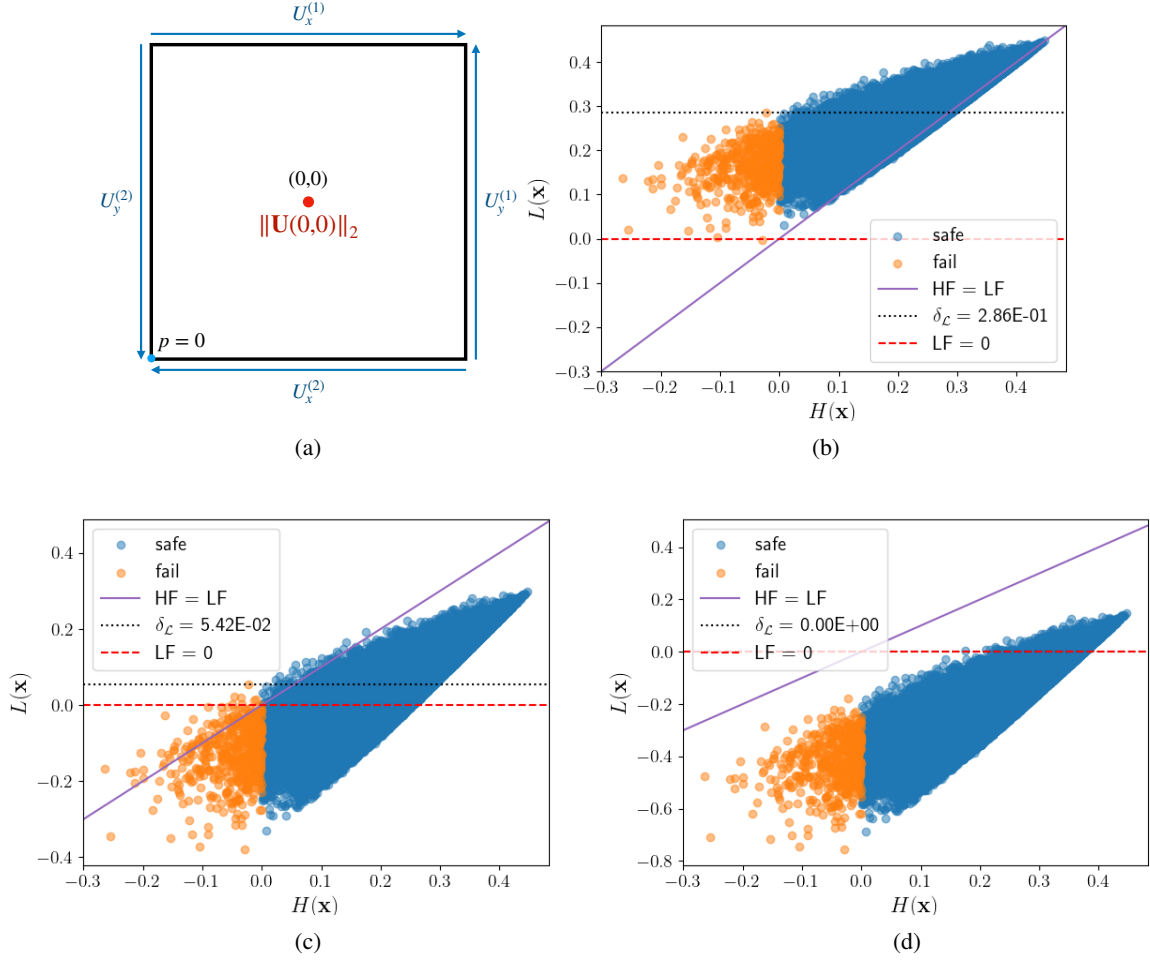 U_x^{(1)}
U_y^{(2)}
(0,0)
‖U(0,0)‖_2
U_y^{(1)}
p = 0
U_x^{(2)}
(a)
0.4
0.3
0.2
0.1
0.0
−0.1
−0.2
−0.3
L(x)
safe
fail
HF = LF
δ_ℒ = 2.86E-01
LF = 0
−0.3 −0.2 −0.1 0.0 0.1 0.2 0.3 0.4
H(x)
(b)
0.4
0.2
0.0
−0.2
−0.4
L(x)
safe
fail
HF = LF
δ_ℒ = 5.42E-02
LF = 0
−0.3 −0.2 −0.1 0.0 0.1 0.2 0.3 0.4
H(x)
(c)
0.4
0.2
0.0
−0.2
−0.4
−0.6
−0.8
L(x)
safe
fail
HF = LF
δ_ℒ = 0.00E+00
LF = 0
−0.3 −0.2 −0.1 0.0 0.1 0.2 0.3 0.4
H(x)
(d)